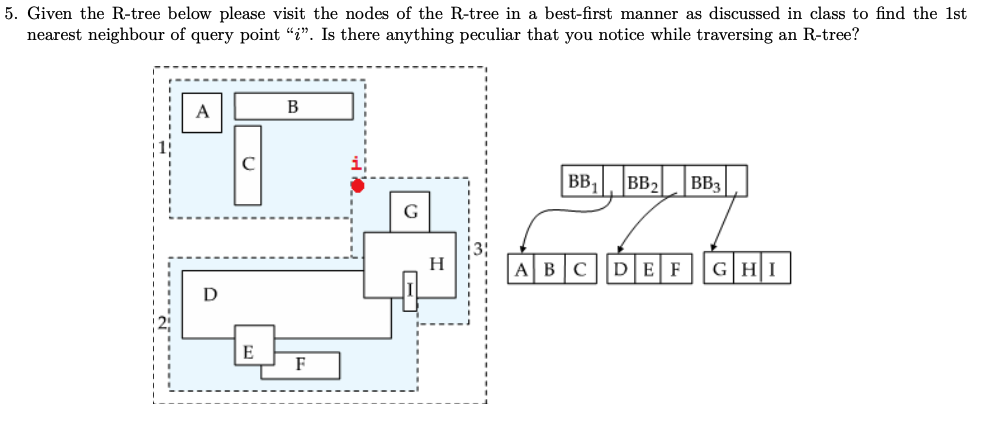 5. Given the R-tree below please visit the nodes of the R-tree in a best-first manner as discussed in class to find the 1st
nearest neighbour of query point “i”. Is there anything peculiar that you notice while traversing an R-tree?
A
B
1
C
i
G
3
H
I
D
2
E
F
BB1 BB2 BB3
A B C D E F G H I